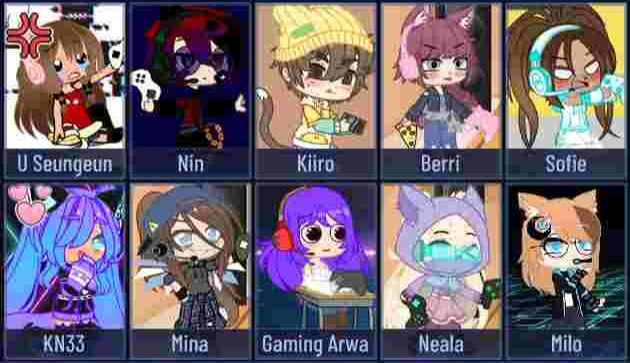 U Seungeun
Nin
Kiiro
Berri
Sofie
KN33
Mina
Gaming Arwa
Neala
Milo